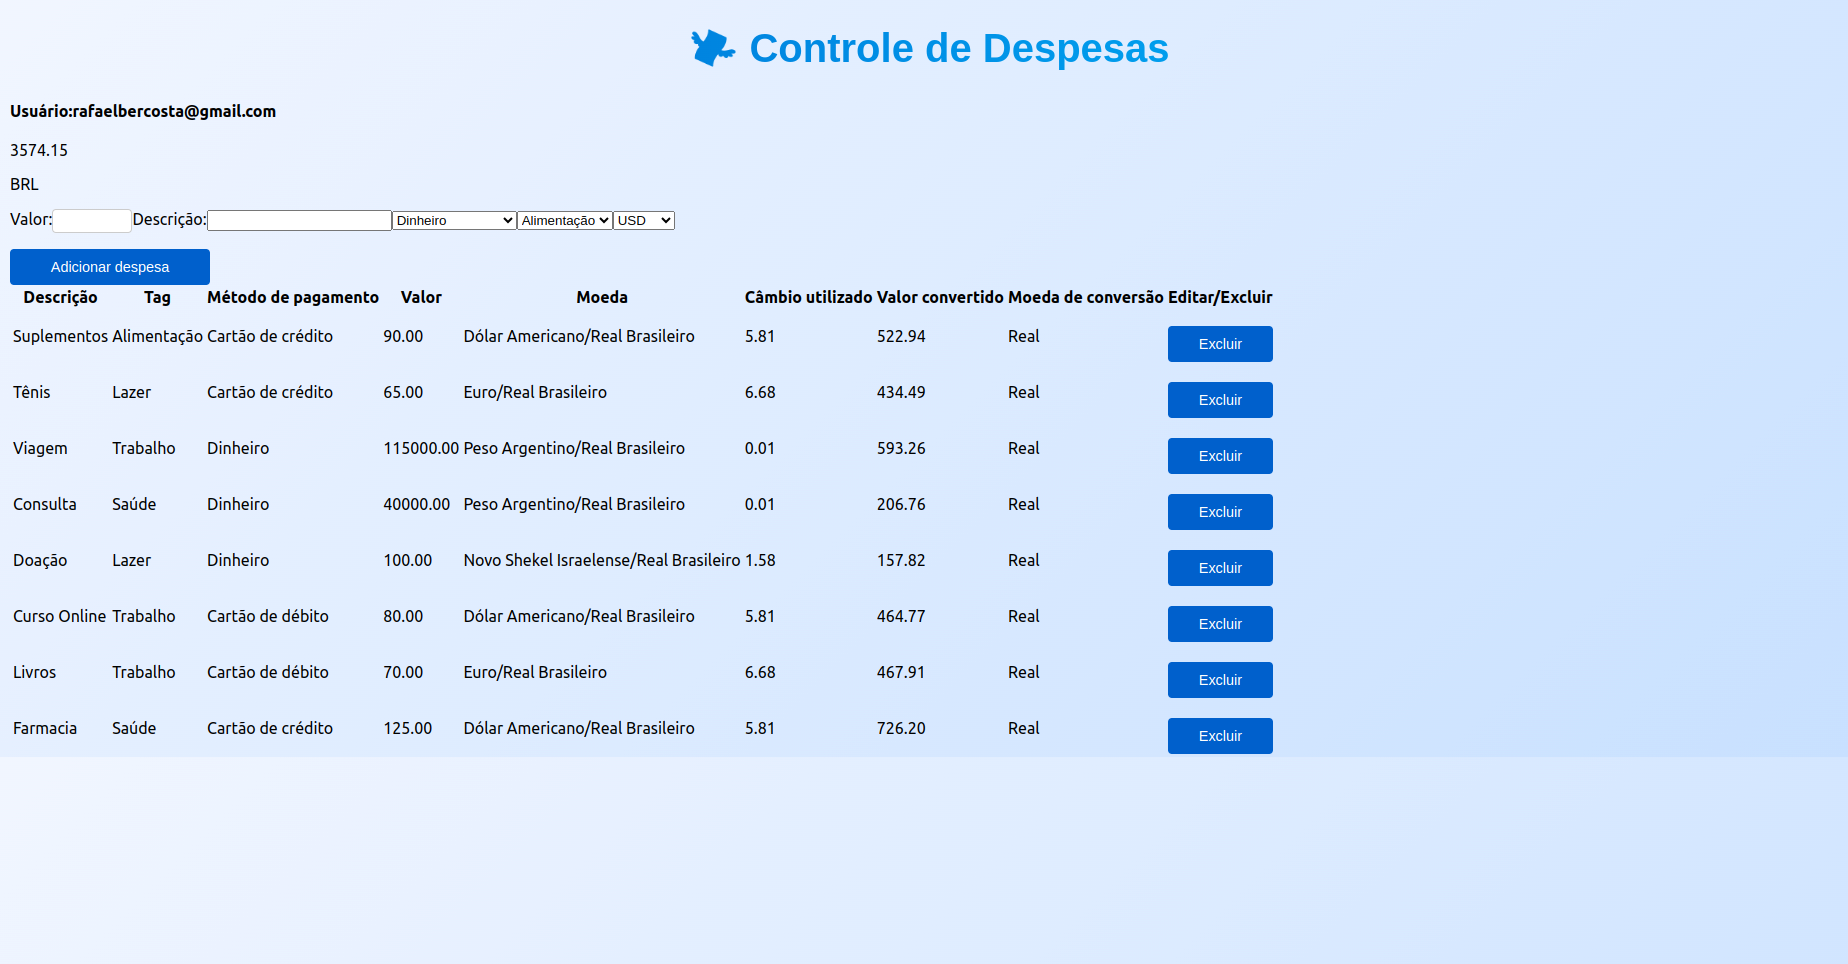 Controle de Despesas
Usuário:rafaelbercosta@gmail.com
3574.15
BRL
Valor: Descrição: Dinheiro Alimentação USD
Adicionar despesa
Descrição Tag Método de pagamento Valor Moeda Câmbio utilizado Valor convertido Moeda de conversão Editar/Excluir
Suplementos Alimentação Cartão de crédito 90.00 Dólar Americano/Real Brasileiro 5.81 522.94 Real Excluir
Tênis Lazer Cartão de crédito 65.00 Euro/Real Brasileiro 6.68 434.49 Real Excluir
Viagem Trabalho Dinheiro 115000.00 Peso Argentino/Real Brasileiro 0.01 593.26 Real Excluir
Consulta Saúde Dinheiro 40000.00 Peso Argentino/Real Brasileiro 0.01 206.76 Real Excluir
Doação Lazer Dinheiro 100.00 Novo Shekel Israelense/Real Brasileiro 1.58 157.82 Real Excluir
Curso Online Trabalho Cartão de débito 80.00 Dólar Americano/Real Brasileiro 5.81 464.77 Real Excluir
Livros Trabalho Cartão de débito 70.00 Euro/Real Brasileiro 6.68 467.91 Real Excluir
Farmacia Saúde Cartão de crédito 125.00 Dólar Americano/Real Brasileiro 5.81 726.20 Real Excluir